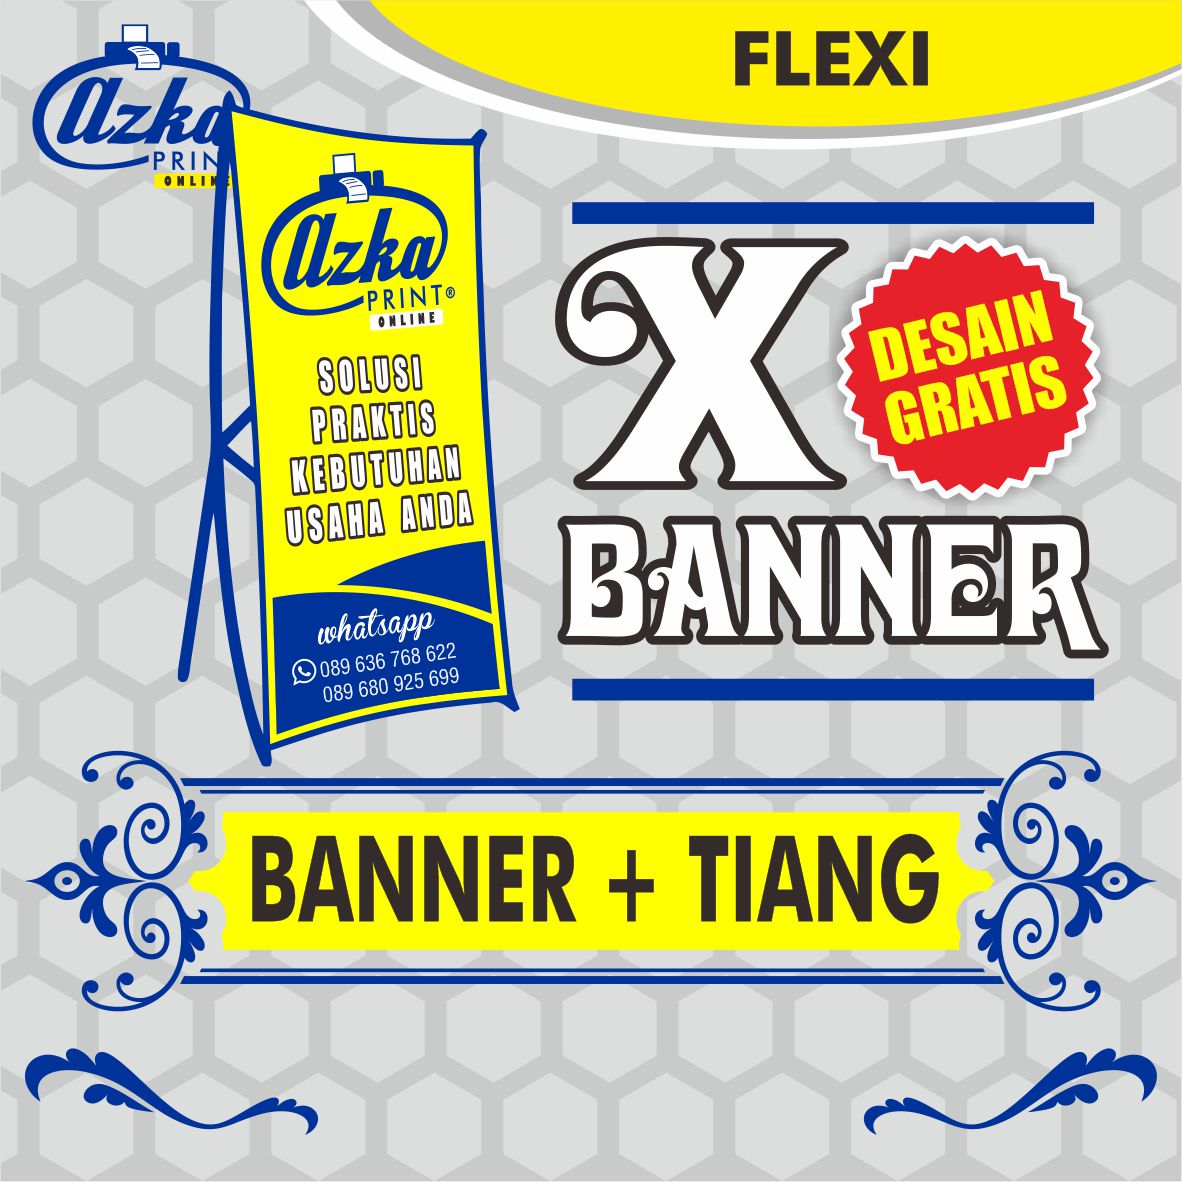 FLEXI
Azka
PRINT
ONLINE
Azka
PRINT®
ONLINE
SOLUSI
PRAKTIS
KEBUTUHAN
USAHA ANDA
whatsapp
089 636 768 622
089 680 925 699
X
BANNER
DESAIN
GRATIS
BANNER + TIANG